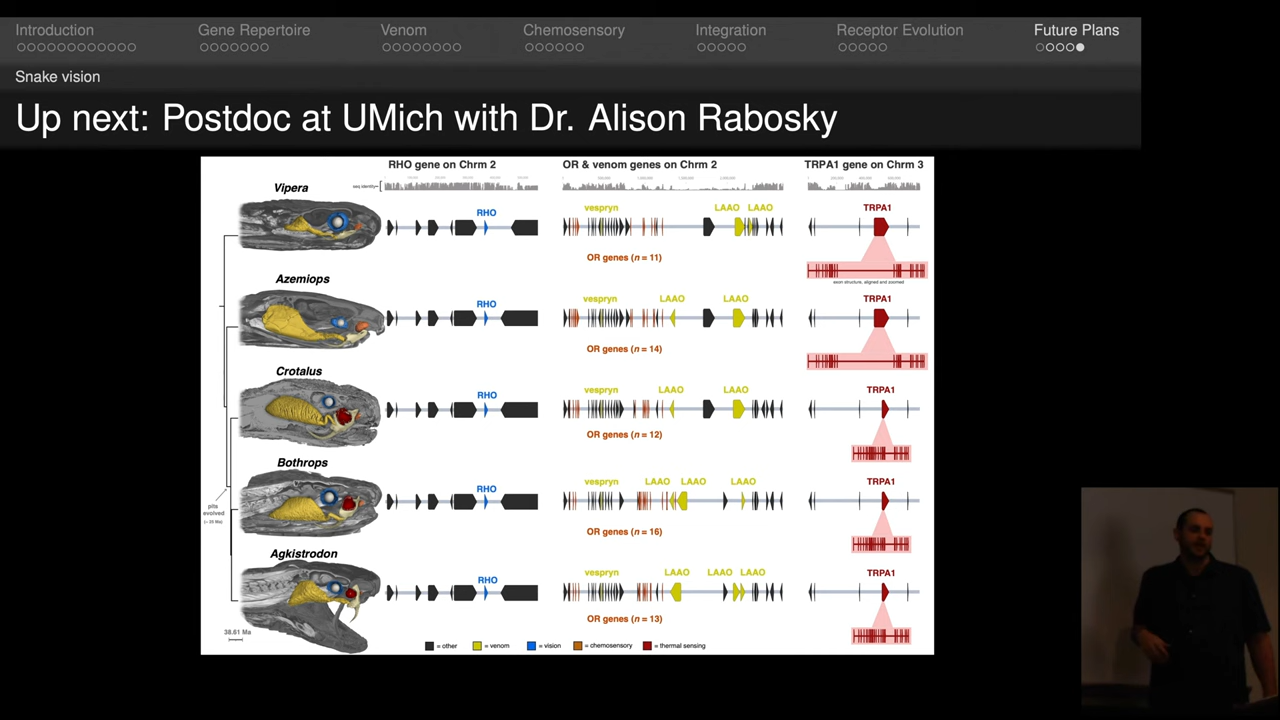 Introduction
Gene Repertoire
Venom
Chemosensory
Integration
Receptor Evolution
Future Plans
Snake vision
Up next: Postdoc at UMich with Dr. Alison Rabosky
RHO gene on Chrm 2
OR & venom genes on Chrm 2
TRPA1 gene on Chrm 3
Vipera
RHO
vespryn
LAAO LAAO
TRPA1
OR genes (n = 11)
Azemiops
RHO
vespryn
LAAO
LAAO
TRPA1
OR genes (n = 14)
Crotalus
RHO
vespryn
LAAO
LAAO
TRPA1
OR genes (n = 12)
Bothrops
RHO
vespryn
LAAO LAAO
LAAO
TRPA1
OR genes (n = 16)
pits
evolved
Agkistrodon
RHO
vespryn
LAAO
LAAO LAAO
TRPA1
OR genes (n = 13)
38.61 Ma
= other
= venom
= vision
= chemosensory
= thermal sensing